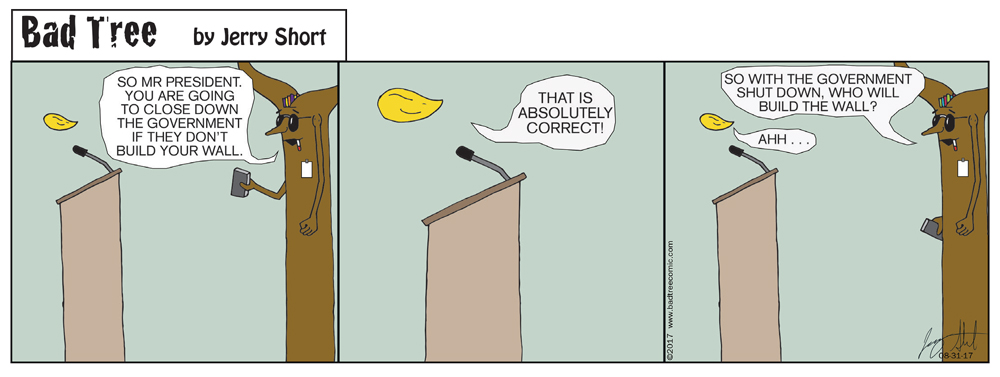 Bad Tree
by Jerry Short
SO MR PRESIDENT.
YOU ARE GOING
TO CLOSE DOWN
THE GOVERNMENT
IF THEY DON'T
BUILD YOUR WALL.
THAT IS
ABSOLUTELY
CORRECT!
SO WITH THE GOVERNMENT
SHUT DOWN, WHO WILL
BUILD THE WALL?
AHH . . .
©2017 www.badtreecomic.com
08-31-17